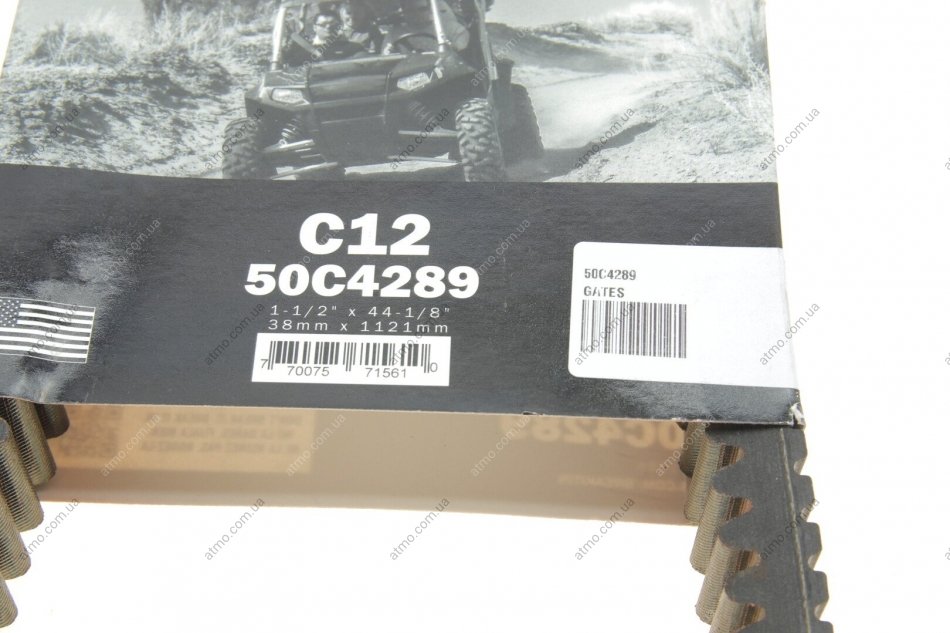 C12
50C4289
1-1/2" x 44-1/8"
38mm x 1121mm
7 70075 71561 0
50C4289
GATES
50C4289
atmo.com.ua